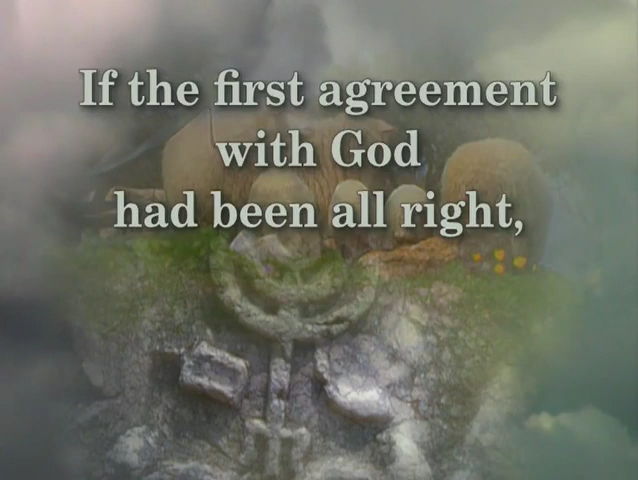 If the first agreement
with God
had been all right,